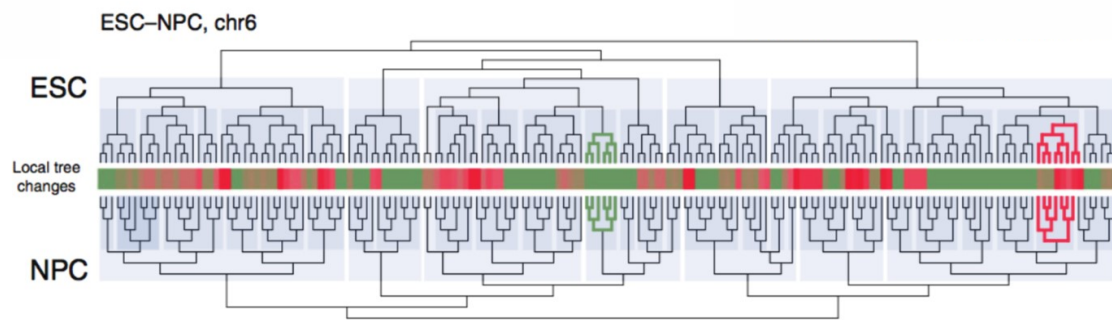 ESC–NPC, chr6
ESC
Local tree
changes
NPC